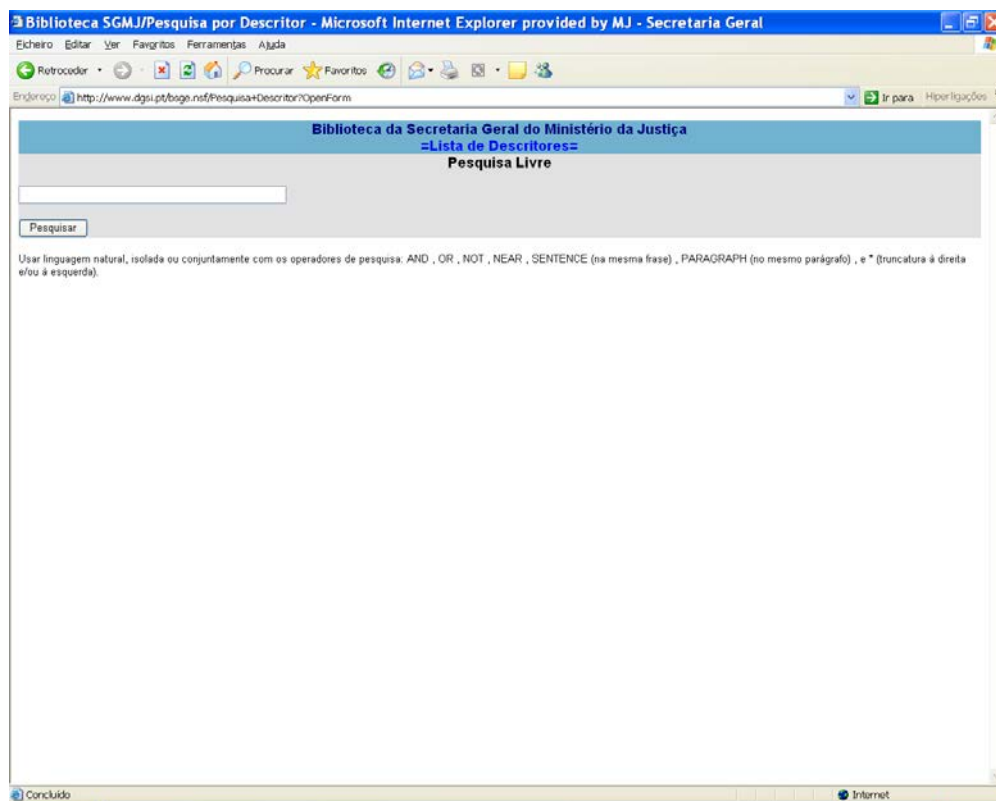 Biblioteca SGMJ/Pesquisa por Descritor - Microsoft Internet Explorer provided by MJ - Secretaria Geral
Ficheiro Editar Ver Favoritos Ferramentas Ajuda
Retroceder Procurar Favoritos
Endereço http://www.dgsi.pt/bsge.nsf/Pesquisa+Descritor?OpenForm Ir para Hiperligações
Biblioteca da Secretaria Geral do Ministério da Justiça
=Lista de Descritores=
Pesquisa Livre
Pesquisar
Usar linguagem natural, isolada ou conjuntamente com os operadores de pesquisa: AND , OR , NOT , NEAR , SENTENCE (na mesma frase) , PARAGRAPH (no mesmo parágrafo) , e * (truncatura á direita
e/ou á esquerda).
Concluído Internet